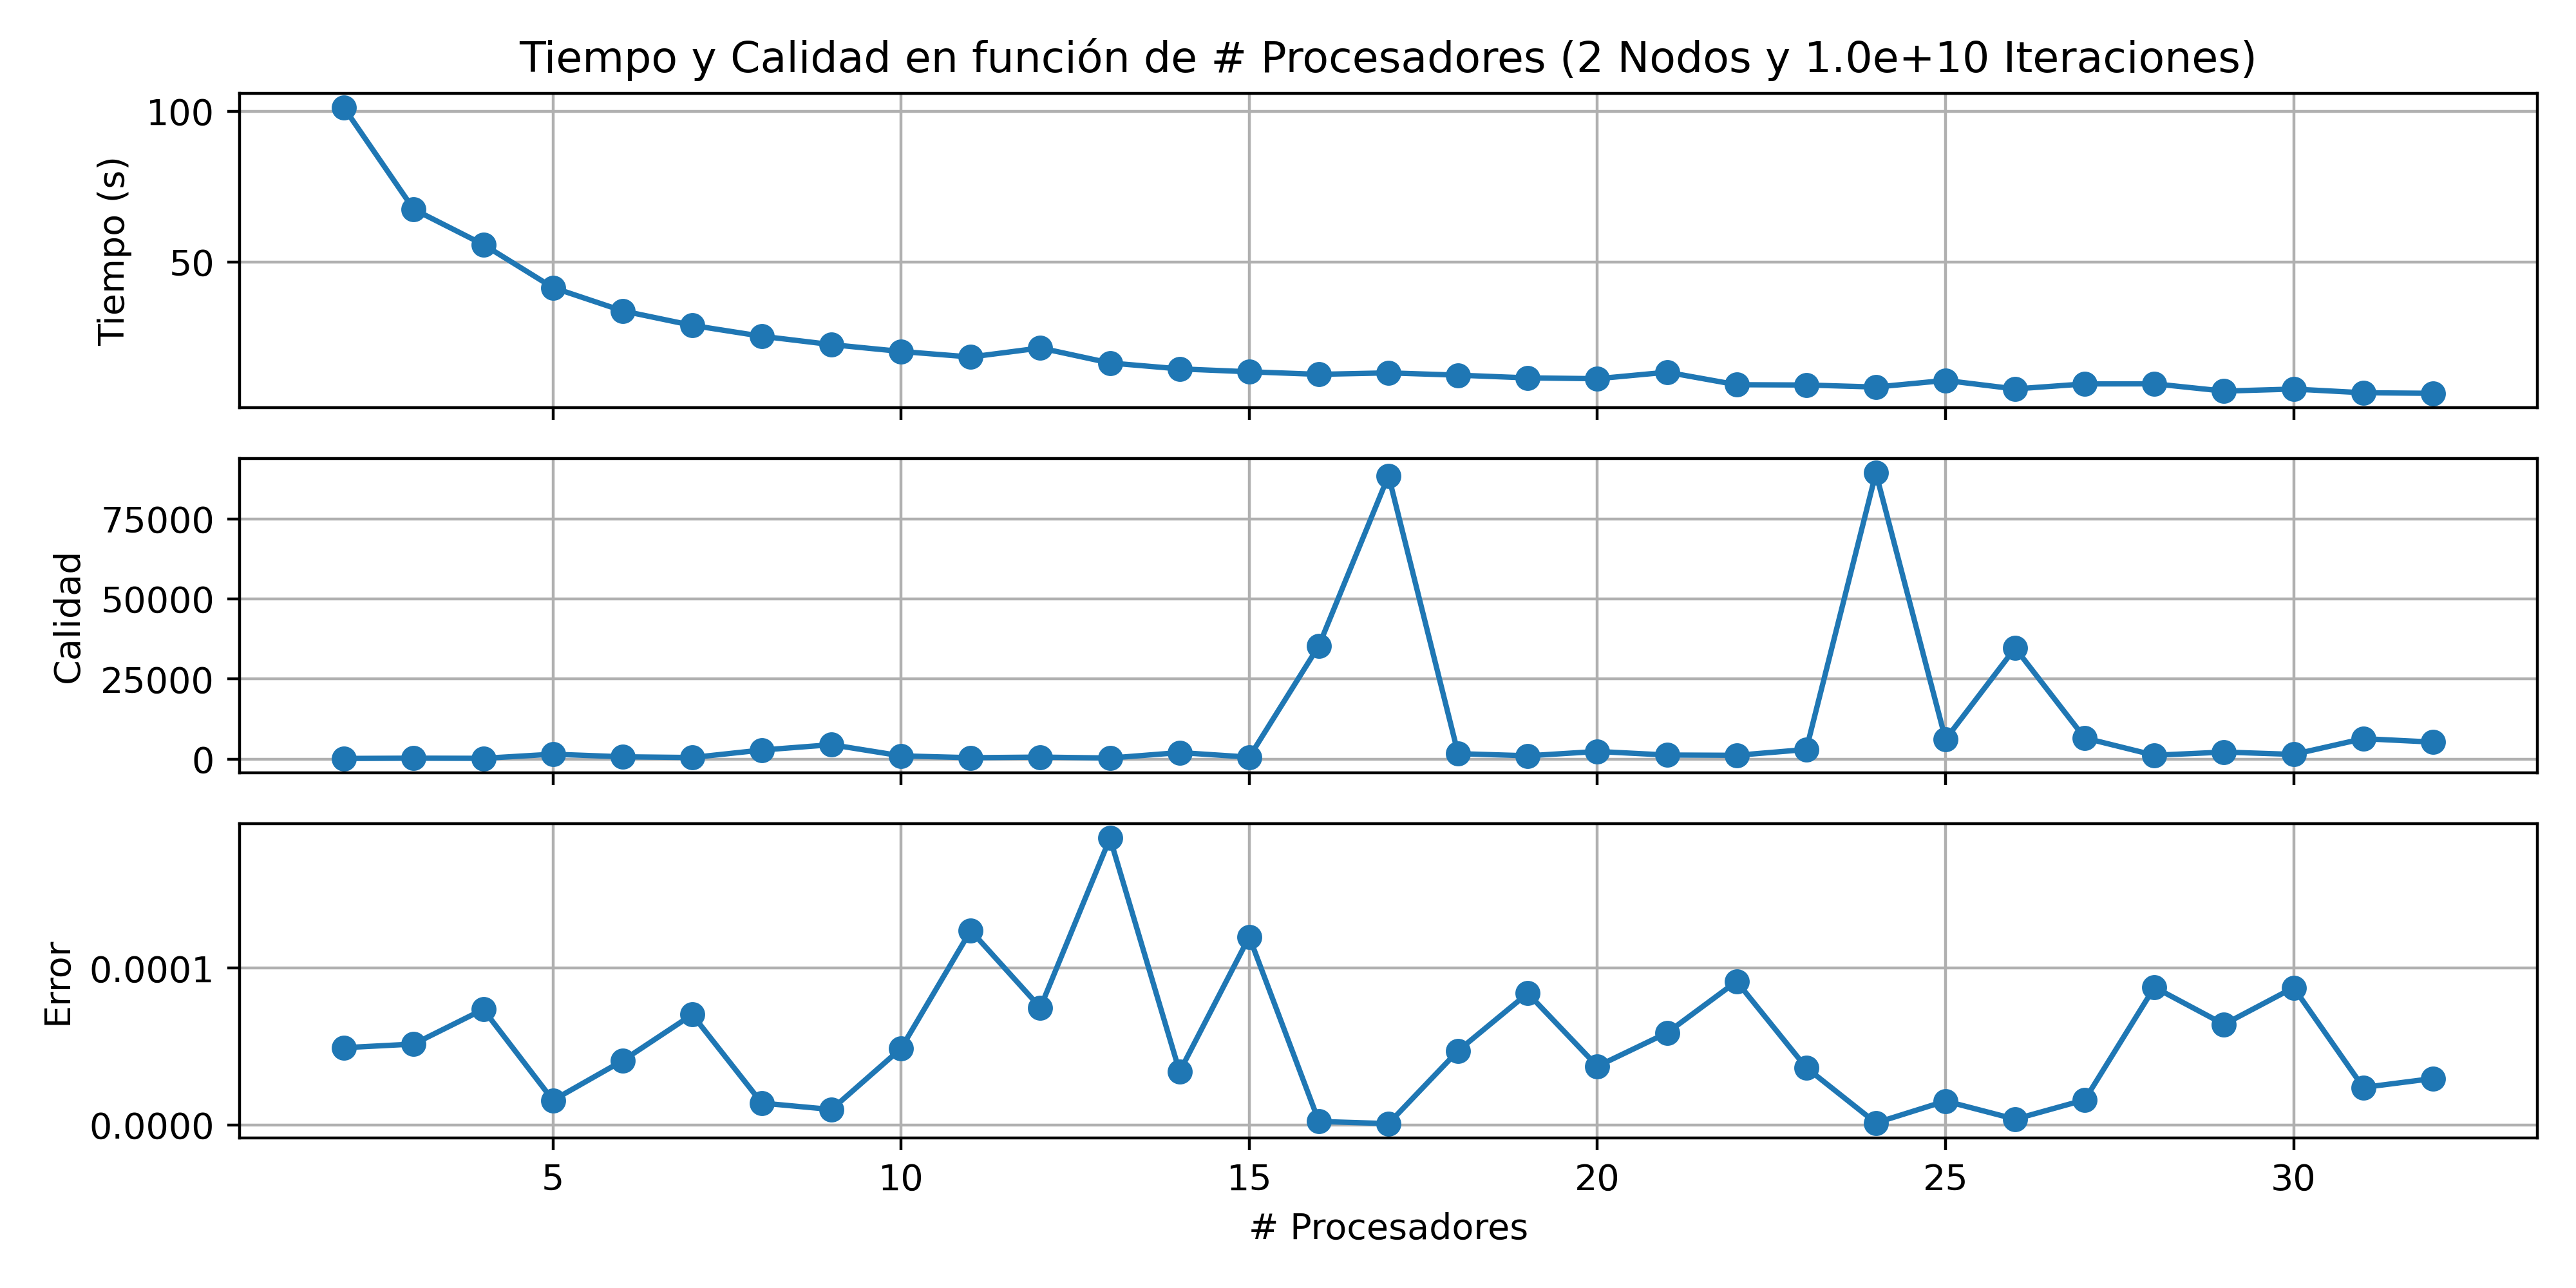 Tiempo y Calidad en función de # Procesadores (2 Nodos y 1.0e+10 Iteraciones)
100
50
Tiempo (s)
75000
50000
25000
0
Calidad
0.0001
0.0000
Error
5 10 15 20 25 30
# Procesadores